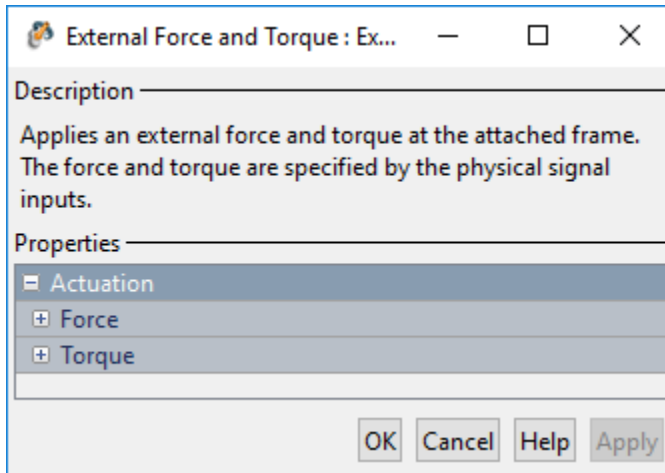 External Force and Torque : Ex...
Description
Applies an external force and torque at the attached frame.
The force and torque are specified by the physical signal
inputs.
Properties
Actuation
Force
Torque
OK Cancel Help Apply